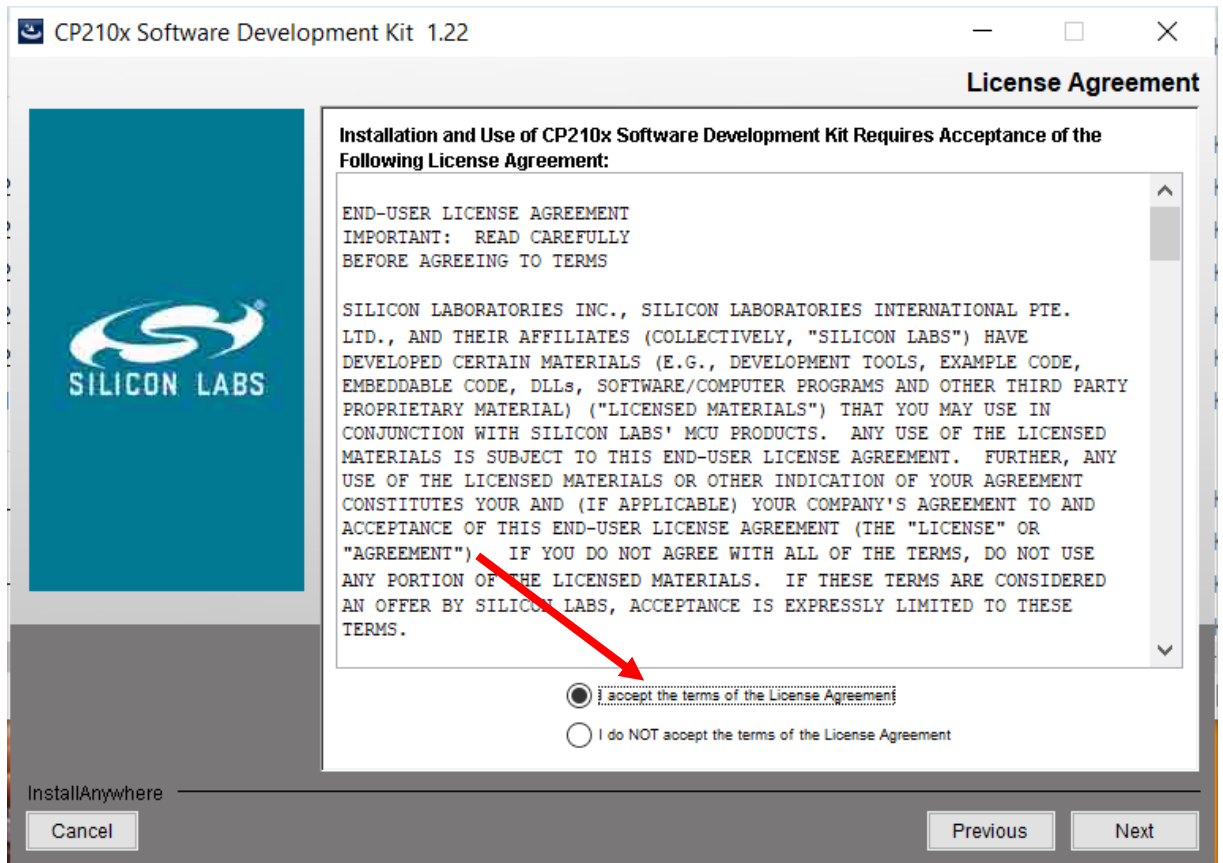 CP210x Software Development Kit 1.22
License Agreement
Installation and Use of CP210x Software Development Kit Requires Acceptance of the
Following License Agreement:
END-USER LICENSE AGREEMENT
IMPORTANT:  READ CAREFULLY
BEFORE AGREEING TO TERMS
SILICON LABORATORIES INC., SILICON LABORATORIES INTERNATIONAL PTE.
LTD., AND THEIR AFFILIATES (COLLECTIVELY, "SILICON LABS") HAVE
DEVELOPED CERTAIN MATERIALS (E.G., DEVELOPMENT TOOLS, EXAMPLE CODE,
EMBEDDABLE CODE, DLLs, SOFTWARE/COMPUTER PROGRAMS AND OTHER THIRD PARTY
PROPRIETARY MATERIAL) ("LICENSED MATERIALS") THAT YOU MAY USE IN
CONJUNCTION WITH SILICON LABS' MCU PRODUCTS.  ANY USE OF THE LICENSED
MATERIALS IS SUBJECT TO THIS END-USER LICENSE AGREEMENT.  FURTHER, ANY
USE OF THE LICENSED MATERIALS OR OTHER INDICATION OF YOUR AGREEMENT
CONSTITUTES YOUR AND (IF APPLICABLE) YOUR COMPANY'S AGREEMENT TO AND
ACCEPTANCE OF THIS END-USER LICENSE AGREEMENT (THE "LICENSE" OR
"AGREEMENT")  IF YOU DO NOT AGREE WITH ALL OF THE TERMS, DO NOT USE
ANY PORTION OF THE LICENSED MATERIALS.  IF THESE TERMS ARE CONSIDERED
AN OFFER BY SILICON LABS, ACCEPTANCE IS EXPRESSLY LIMITED TO THESE
TERMS.
SILICON LABS
I accept the terms of the License Agreement
I do NOT accept the terms of the License Agreement
InstallAnywhere
Cancel
Previous
Next